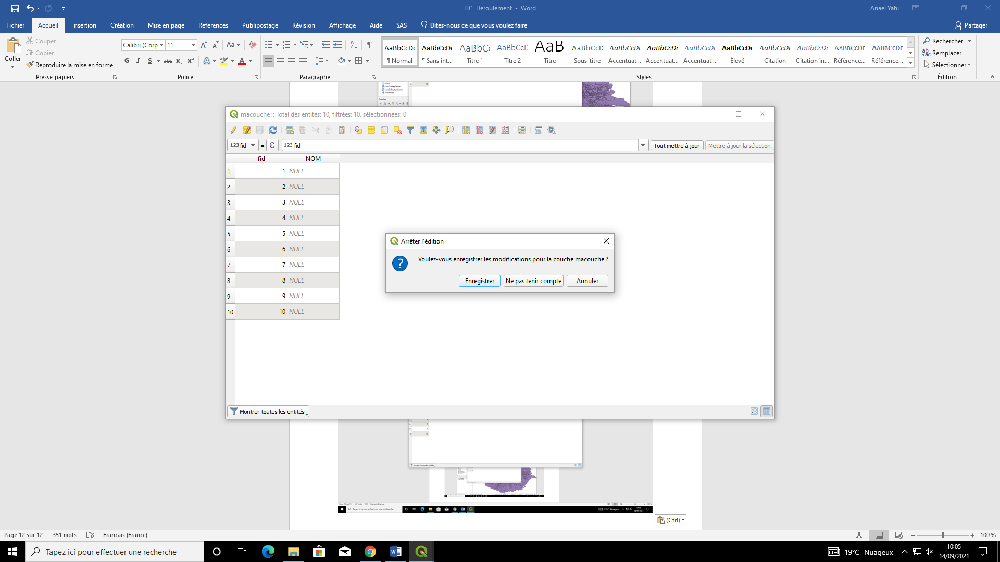 TD1_Deroulement - Word
Anael Yahi
Fichier Accueil Insertion Création Mise en page Références Publipostage Révision Affichage Aide SAS Dites-nous ce que vous voulez faire Partager
Coller
Couper
Copier
Reproduire la mise en forme
Presse-papiers
Calibri (Corp 11
Police
Paragraphe
AaBbCcDc AaBbCcDc AaBbCc AaBbCcD AaB AaBbCcD AaBbCcDc AaBbCcDc AaBbCcDc AaBbCcDc AaBbCcDc AaBbCcDc AABBCCDD AABBCCDE
¶ Normal ¶ Sans int... Titre 1 Titre 2 Titre Sous-titre Accentuat... Accentuat... Accentuat... Élevé Citation Citation in... Référence... Référence...
Styles
Rechercher
Remplacer
Sélectionner
Édition
macouche :: Total des entités: 10, filtrées: 10, sélectionnées: 0
123 fid = ε 123 fid Tout mettre à jour Mettre à jour la sélection
fid NOM
1 1 NULL
2 2 NULL
3 3 NULL
4 4 NULL
5 5 NULL
6 6 NULL
7 7 NULL
8 8 NULL
9 9 NULL
10 10 NULL
Arrêter l'édition
Voulez-vous enregistrer les modifications pour la couche macouche ?
Enregistrer Ne pas tenir compte Annuler
Montrer toutes les entités
(Ctrl)
Page 12 sur 12 351 mots Français (France) 100 %
Tapez ici pour effectuer une recherche
19°C Nuageux
10:05
14/09/2021